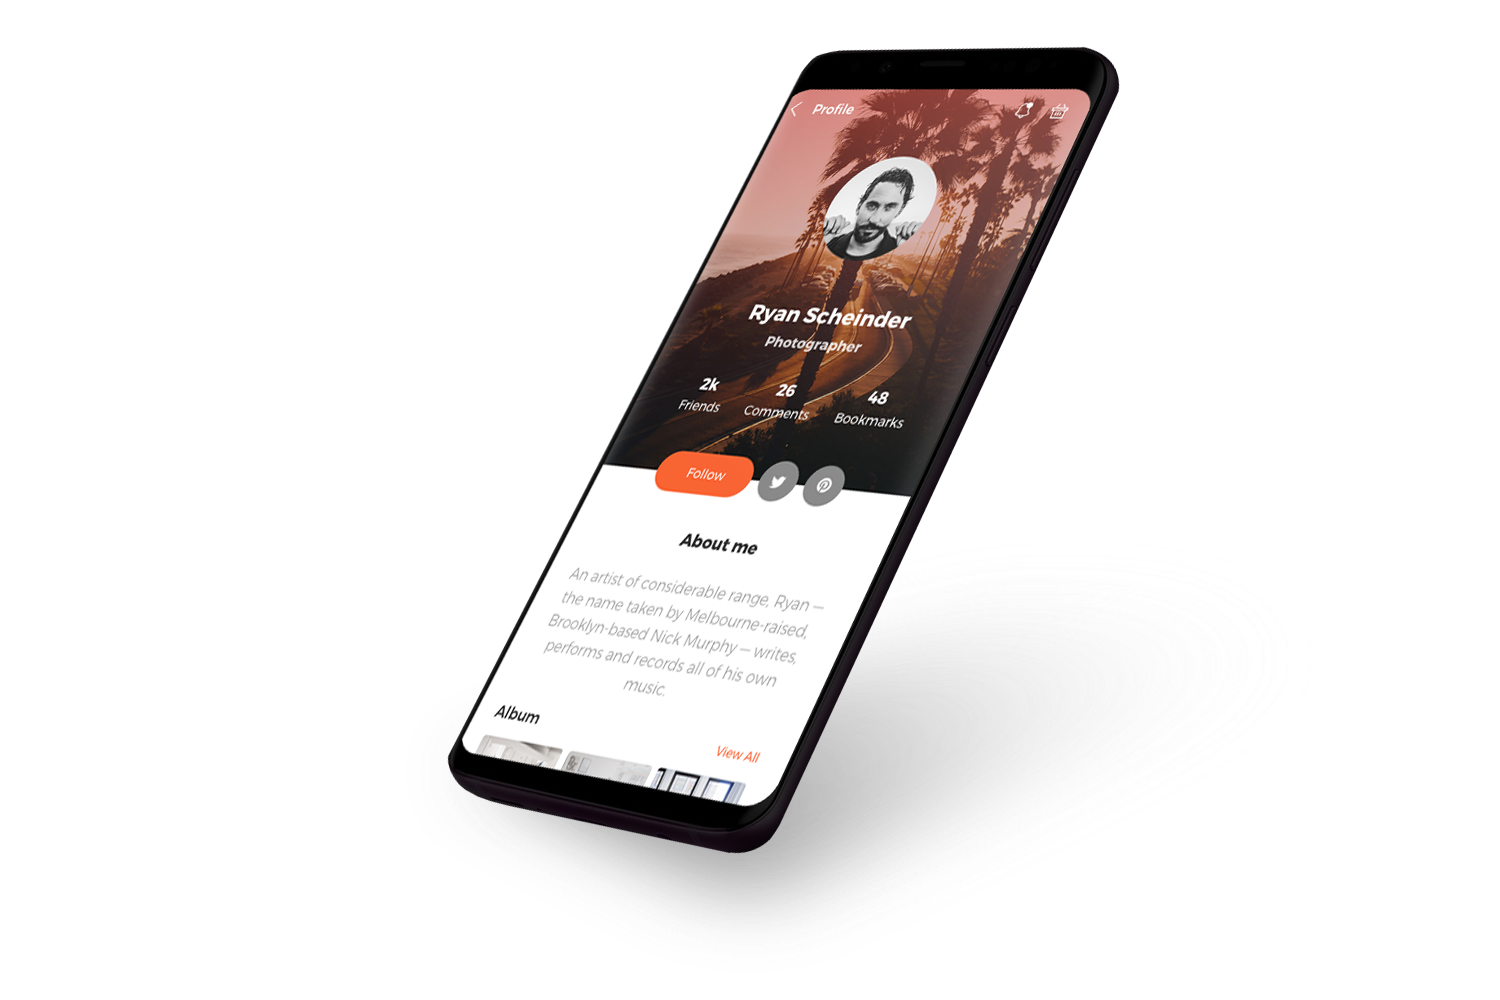 Profile
Ryan Scheinder
Photographer
2k 26 48
Friends Comments Bookmarks
Follow
About me
An artist of considerable range, Ryan —
the name taken by Melbourne-raised,
Brooklyn-based Nick Murphy — writes,
performs and records all of his own
music.
Album
View All